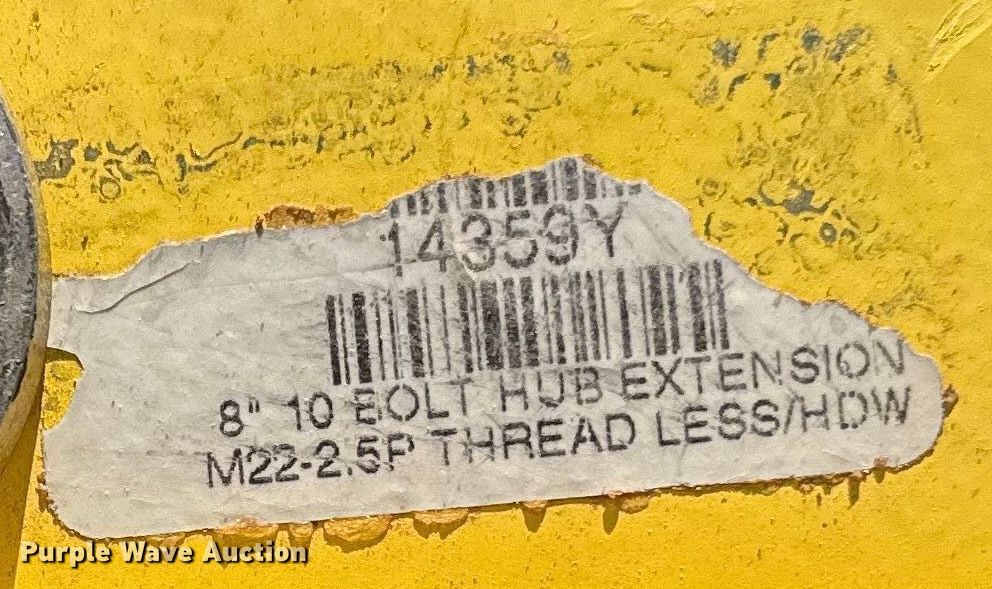 14359Y
8" 10 BOLT HUB EXTENSION
M22-2.5P THREAD LESS/HDW
Purple Wave Auction